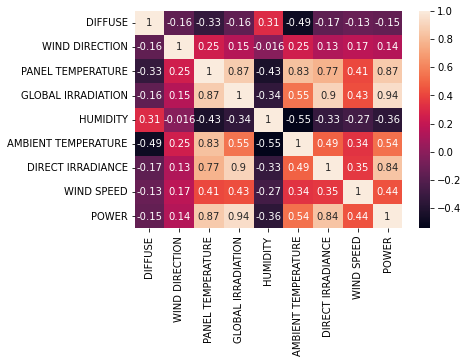 DIFFUSE 1 -0.16 -0.33 -0.16 0.31 -0.49 -0.17 -0.13 -0.15
WIND DIRECTION -0.16 1 0.25 0.15 -0.016 0.25 0.13 0.17 0.14
PANEL TEMPERATURE -0.33 0.25 1 0.87 -0.43 0.83 0.77 0.41 0.87
GLOBAL IRRADIATION -0.16 0.15 0.87 1 -0.34 0.55 0.9 0.43 0.94
HUMIDITY 0.31 -0.016 -0.43 -0.34 1 -0.55 -0.33 -0.27 -0.36
AMBIENT TEMPERATURE -0.49 0.25 0.83 0.55 -0.55 1 0.49 0.34 0.54
DIRECT IRRADIANCE -0.17 0.13 0.77 0.9 -0.33 0.49 1 0.35 0.84
WIND SPEED -0.13 0.17 0.41 0.43 -0.27 0.34 0.35 1 0.44
POWER -0.15 0.14 0.87 0.94 -0.36 0.54 0.84 0.44 1
DIFFUSE
WIND DIRECTION
PANEL TEMPERATURE
GLOBAL IRRADIATION
HUMIDITY
AMBIENT TEMPERATURE
DIRECT IRRADIANCE
WIND SPEED
POWER
1.0
0.8
0.6
0.4
0.2
0.0
−0.2
−0.4